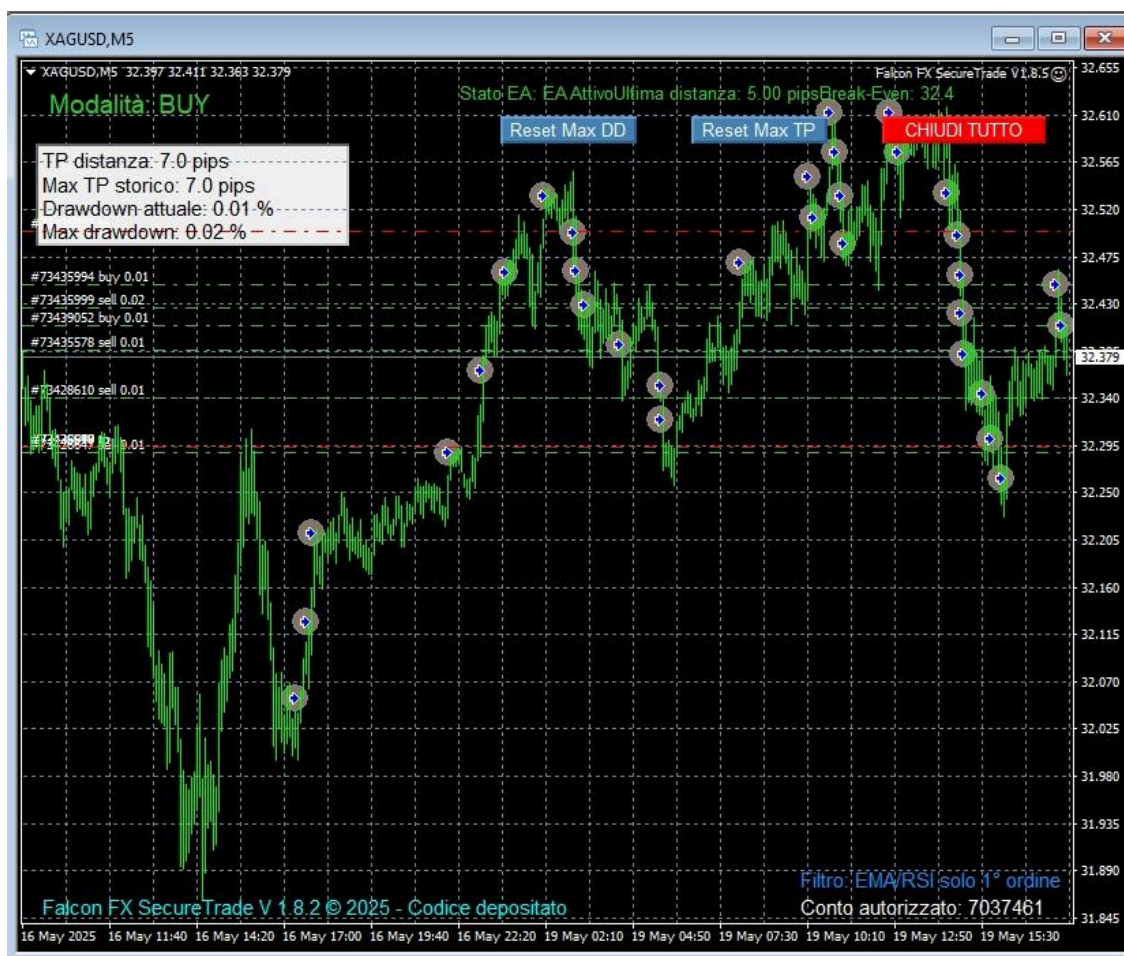 XAGUSD,M5
XAGUSD,M5 32.397 32.411 32.363 32.379
Falcon FX SecureTrade V1.8.5
Modalità: BUY
Stato EA: EA AttivoUltima distanza: 5.00 pipsBreak-Even: 32.4
Reset Max DD
Reset Max TP
CHIUDI TUTTO
TP distanza: 7.0 pips
Max TP storico: 7.0 pips
Drawdown attuale: 0.01 %
Max drawdown: 0.02 %
#73435994 buy 0.01
#73435999 sell 0.02
#73439052 buy 0.01
#73435578 sell 0.01
#73428610 sell 0.01
32.655
32.610
32.565
32.520
32.475
32.430
32.379
32.340
32.295
32.250
32.205
32.160
32.115
32.070
32.025
31.980
31.935
31.890
31.845
Filtro: EMA/RSI solo 1° ordine
Falcon FX SecureTrade V 1.8.2 © 2025 - Codice depositato
Conto autorizzato: 7037461
16 May 2025
16 May 11:40
16 May 14:20
16 May 17:00
16 May 19:40
16 May 22:20
19 May 02:10
19 May 04:50
19 May 07:30
19 May 10:10
19 May 12:50
19 May 15:30